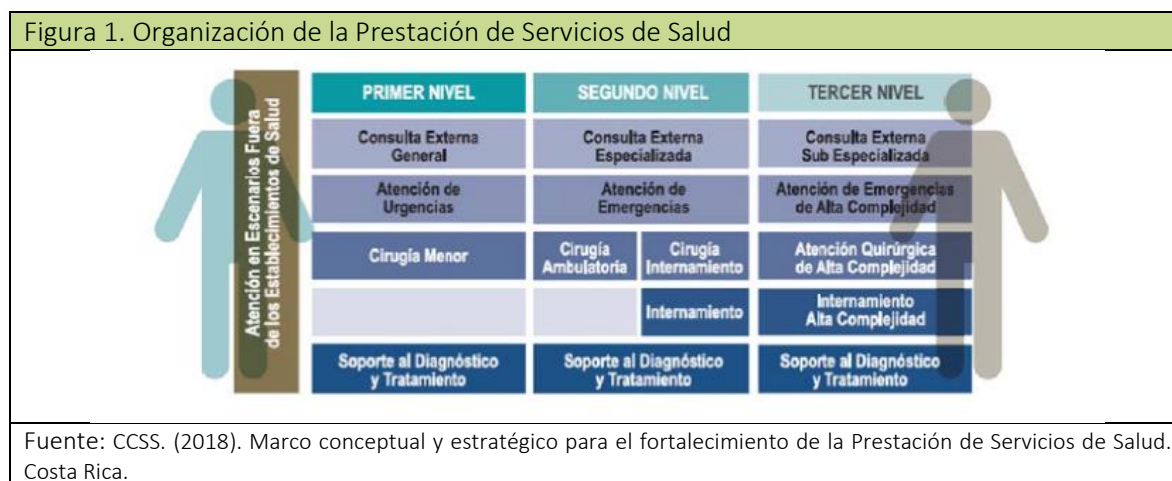 Figura 1. Organización de la Prestación de Servicios de Salud
Atención en Escenarios Fuera
de los Establecimientos de Salud
PRIMER NIVEL
SEGUNDO NIVEL
TERCER NIVEL
Consulta Externa
General
Consulta Externa
Especializada
Consulta Externa
Sub Especializada
Atención de
Urgencias
Atención de
Emergencias
Atención de Emergencias
de Alta Complejidad
Cirugía Menor
Cirugía
Ambulatoria
Cirugía
Internamiento
Atención Quirúrgica
de Alta Complejidad
Internamiento
Internamiento
Alta Complejidad
Soporte al Diagnóstico
y Tratamiento
Soporte al Diagnóstico
y Tratamiento
Soporte al Diagnóstico
y Tratamiento
Fuente: CCSS. (2018). Marco conceptual y estratégico para el fortalecimiento de la Prestación de Servicios de Salud.
Costa Rica.